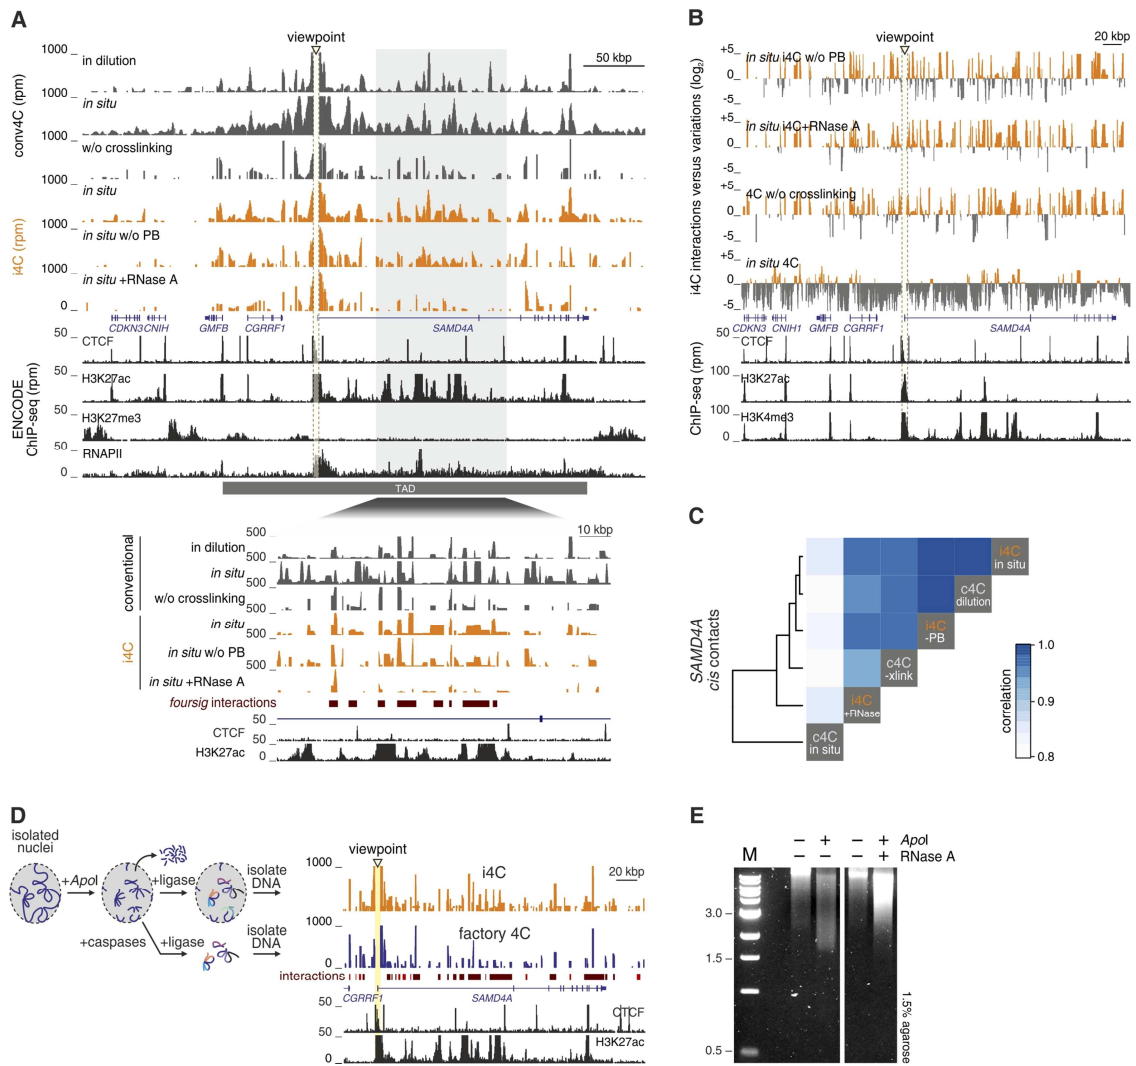 A
viewpoint
50 kbp
conv4C (rpm)
1000
in dilution
1000
in situ
1000
w/o crosslinking
i4C (rpm)
1000
in situ
1000
in situ w/o PB
1000
in situ +RNase A
0
CDKN3 CNIH GMFB CGRRF1 SAMD4A
ENCODE
ChIP-seq (rpm)
50
CTCF
50
H3K27ac
50
H3K27me3
50
RNAPII
0
TAD
10 kbp
conventional
500
in dilution
500
in situ
500
w/o crosslinking
i4C
in situ
500
in situ w/o PB
500
in situ +RNase A
foursig interactions
50
CTCF
50
H3K27ac
0
B
viewpoint
20 kbp
i4C interactions versus variations (log2)
+5
in situ i4C w/o PB
-5
+5
in situ i4C+RNase A
-5
+5
4C w/o crosslinking
-5
+5
in situ 4C
-5
CDKN3 CNIH1 GMFB CGRRF1 SAMD4A
ChIP-seq (rpm)
50
CTCF
100
H3K27ac
100
H3K4me3
0
C
SAMD4A
cis contacts
i4C
in situ
c4C
dilution
i4C
-PB
c4C
-xlink
i4C
+RNase
c4C
in situ
correlation
1.0
0.9
0.8
D
isolated
nuclei
+ApoI
+ligase
isolate
DNA
+caspases
+ligase
isolate
DNA
viewpoint
20 kbp
1000
i4C
0
1000
factory 4C
0
interactions
CGRRF1 SAMD4A
50
CTCF
50
H3K27ac
0
E
– + – + ApoI
– – – + RNase A
M
3.0
1.5
0.5
1.5% agarose